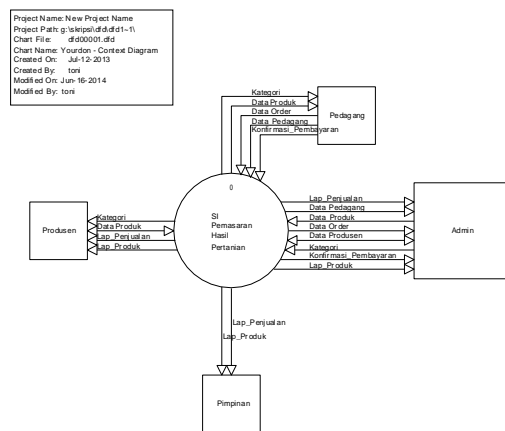 Project Name: New Project Name
Project Path: g:\skripsi\dfd\dfd1~1\
Chart File: dfd00001.dfd
Chart Name: Yourdon - Context Diagram
Created On: Jul-12-2013
Created By: toni
Modified On: Jun-16-2014
Modified By: toni
Kategori
Data Produk
Data Order
Data Pedagang
Konfirmasi_Pembayaran
Pedagang
0
SI
Pemasaran
Hasil
Pertanian
Produsen
Kategori
Data Produk
Lap_Penjualan
Lap_Produk
Lap_Penjualan
Data Pedagang
Data Produk
Data Order
Data Produsen
Kategori
Konfirmasi_Pembayaran
Lap_Produk
Admin
Lap_Penjualan
Lap_Produk
Pimpinan